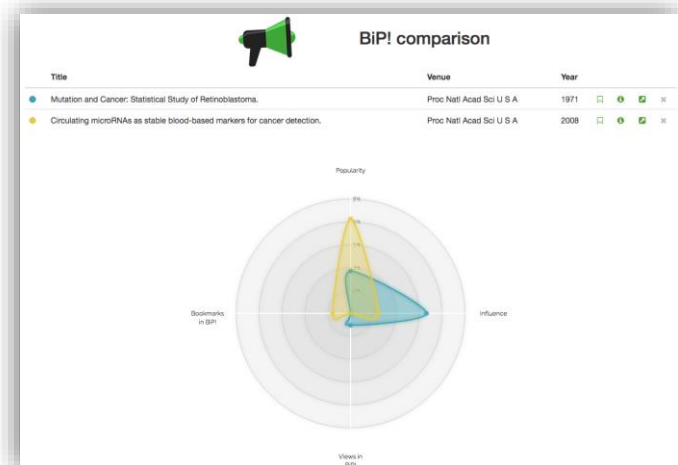 BiP! comparison
Title Venue Year
Mutation and Cancer: Statistical Study of Retinoblastoma. Proc Natl Acad Sci U S A 1971
Circulating microRNAs as stable blood-based markers for cancer detection. Proc Natl Acad Sci U S A 2008
Popularity
Bookmarks
in BiP!
Influence
Views in
BiP!